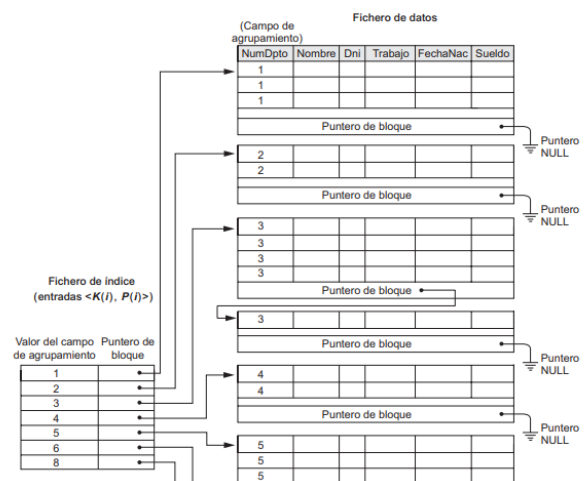 Fichero de datos
(Campo de
agrupamiento)
NumDpto Nombre Dni Trabajo FechaNac Sueldo
1
1
1
Puntero de bloque
Puntero
NULL
2
2
Puntero de bloque
Puntero
NULL
3
3
3
3
Puntero de bloque
3
Puntero de bloque
Puntero
NULL
4
4
Puntero de bloque
Puntero
NULL
5
5
5
Fichero de índice
(entradas <K(i), P(i)>)
Valor del campo Puntero de
de agrupamiento bloque
1
2
3
4
5
6
8